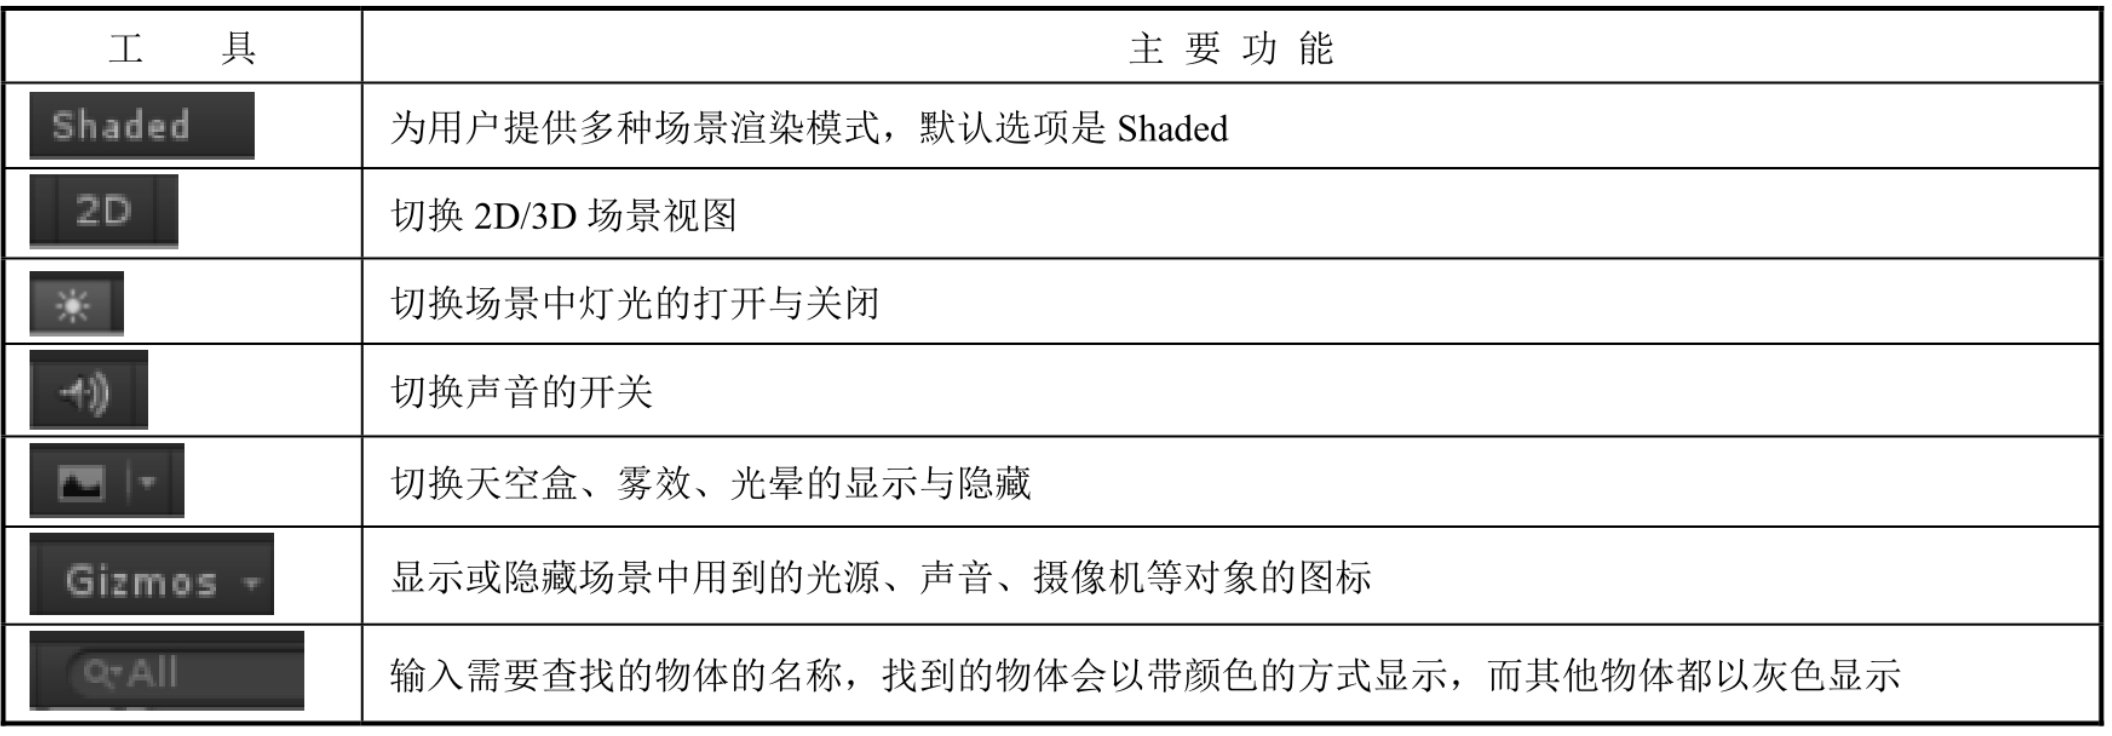 工 具
主 要 功 能
Shaded
为用户提供多种场景渲染模式，默认选项是 Shaded
2D
切换 2D/3D 场景视图
切换场景中灯光的打开与关闭
切换声音的开关
切换天空盒、雾效、光晕的显示与隐藏
Gizmos
显示或隐藏场景中用到的光源、声音、摄像机等对象的图标
All
输入需要查找的物体的名称，找到的物体会以带颜色的方式显示，而其他物体都以灰色显示